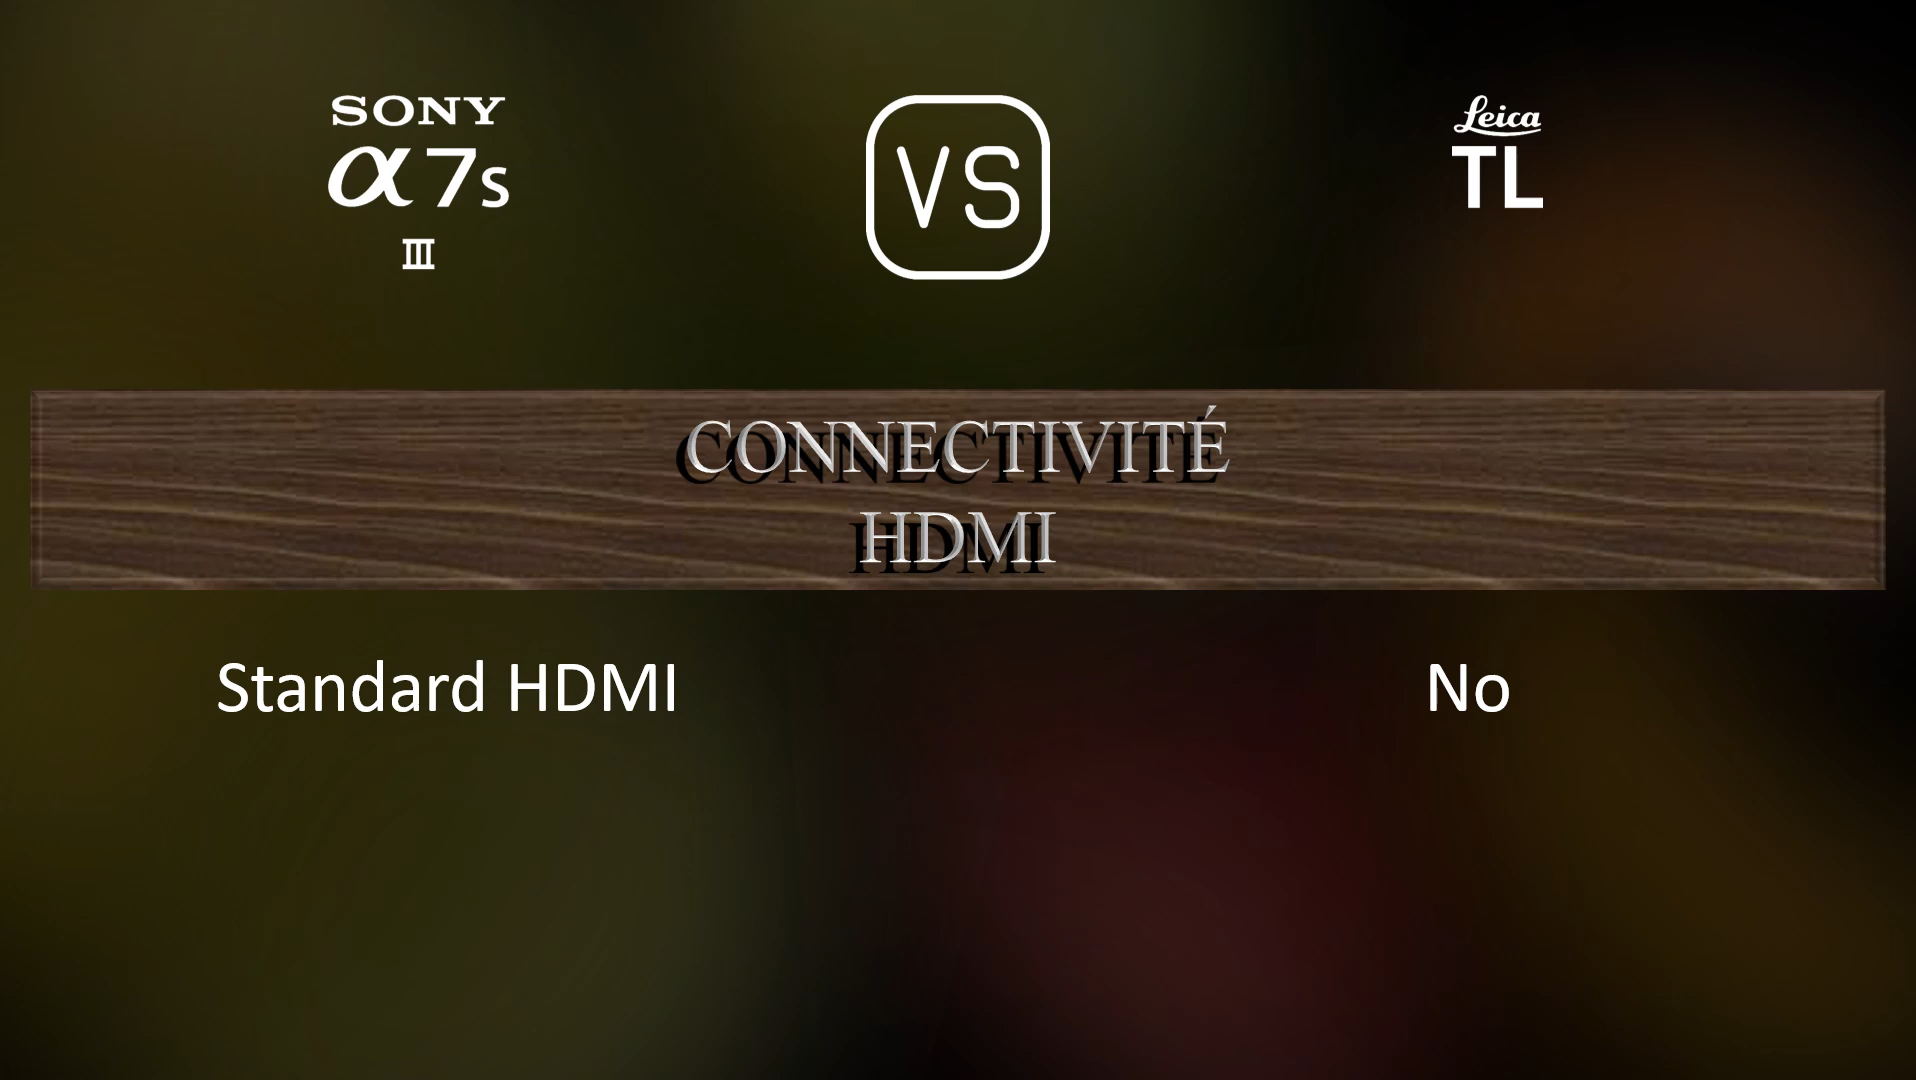 SONY
α7s
III
VS
Leica
TL
CONNECTIVITÉ
HDMI
Standard HDMI
No